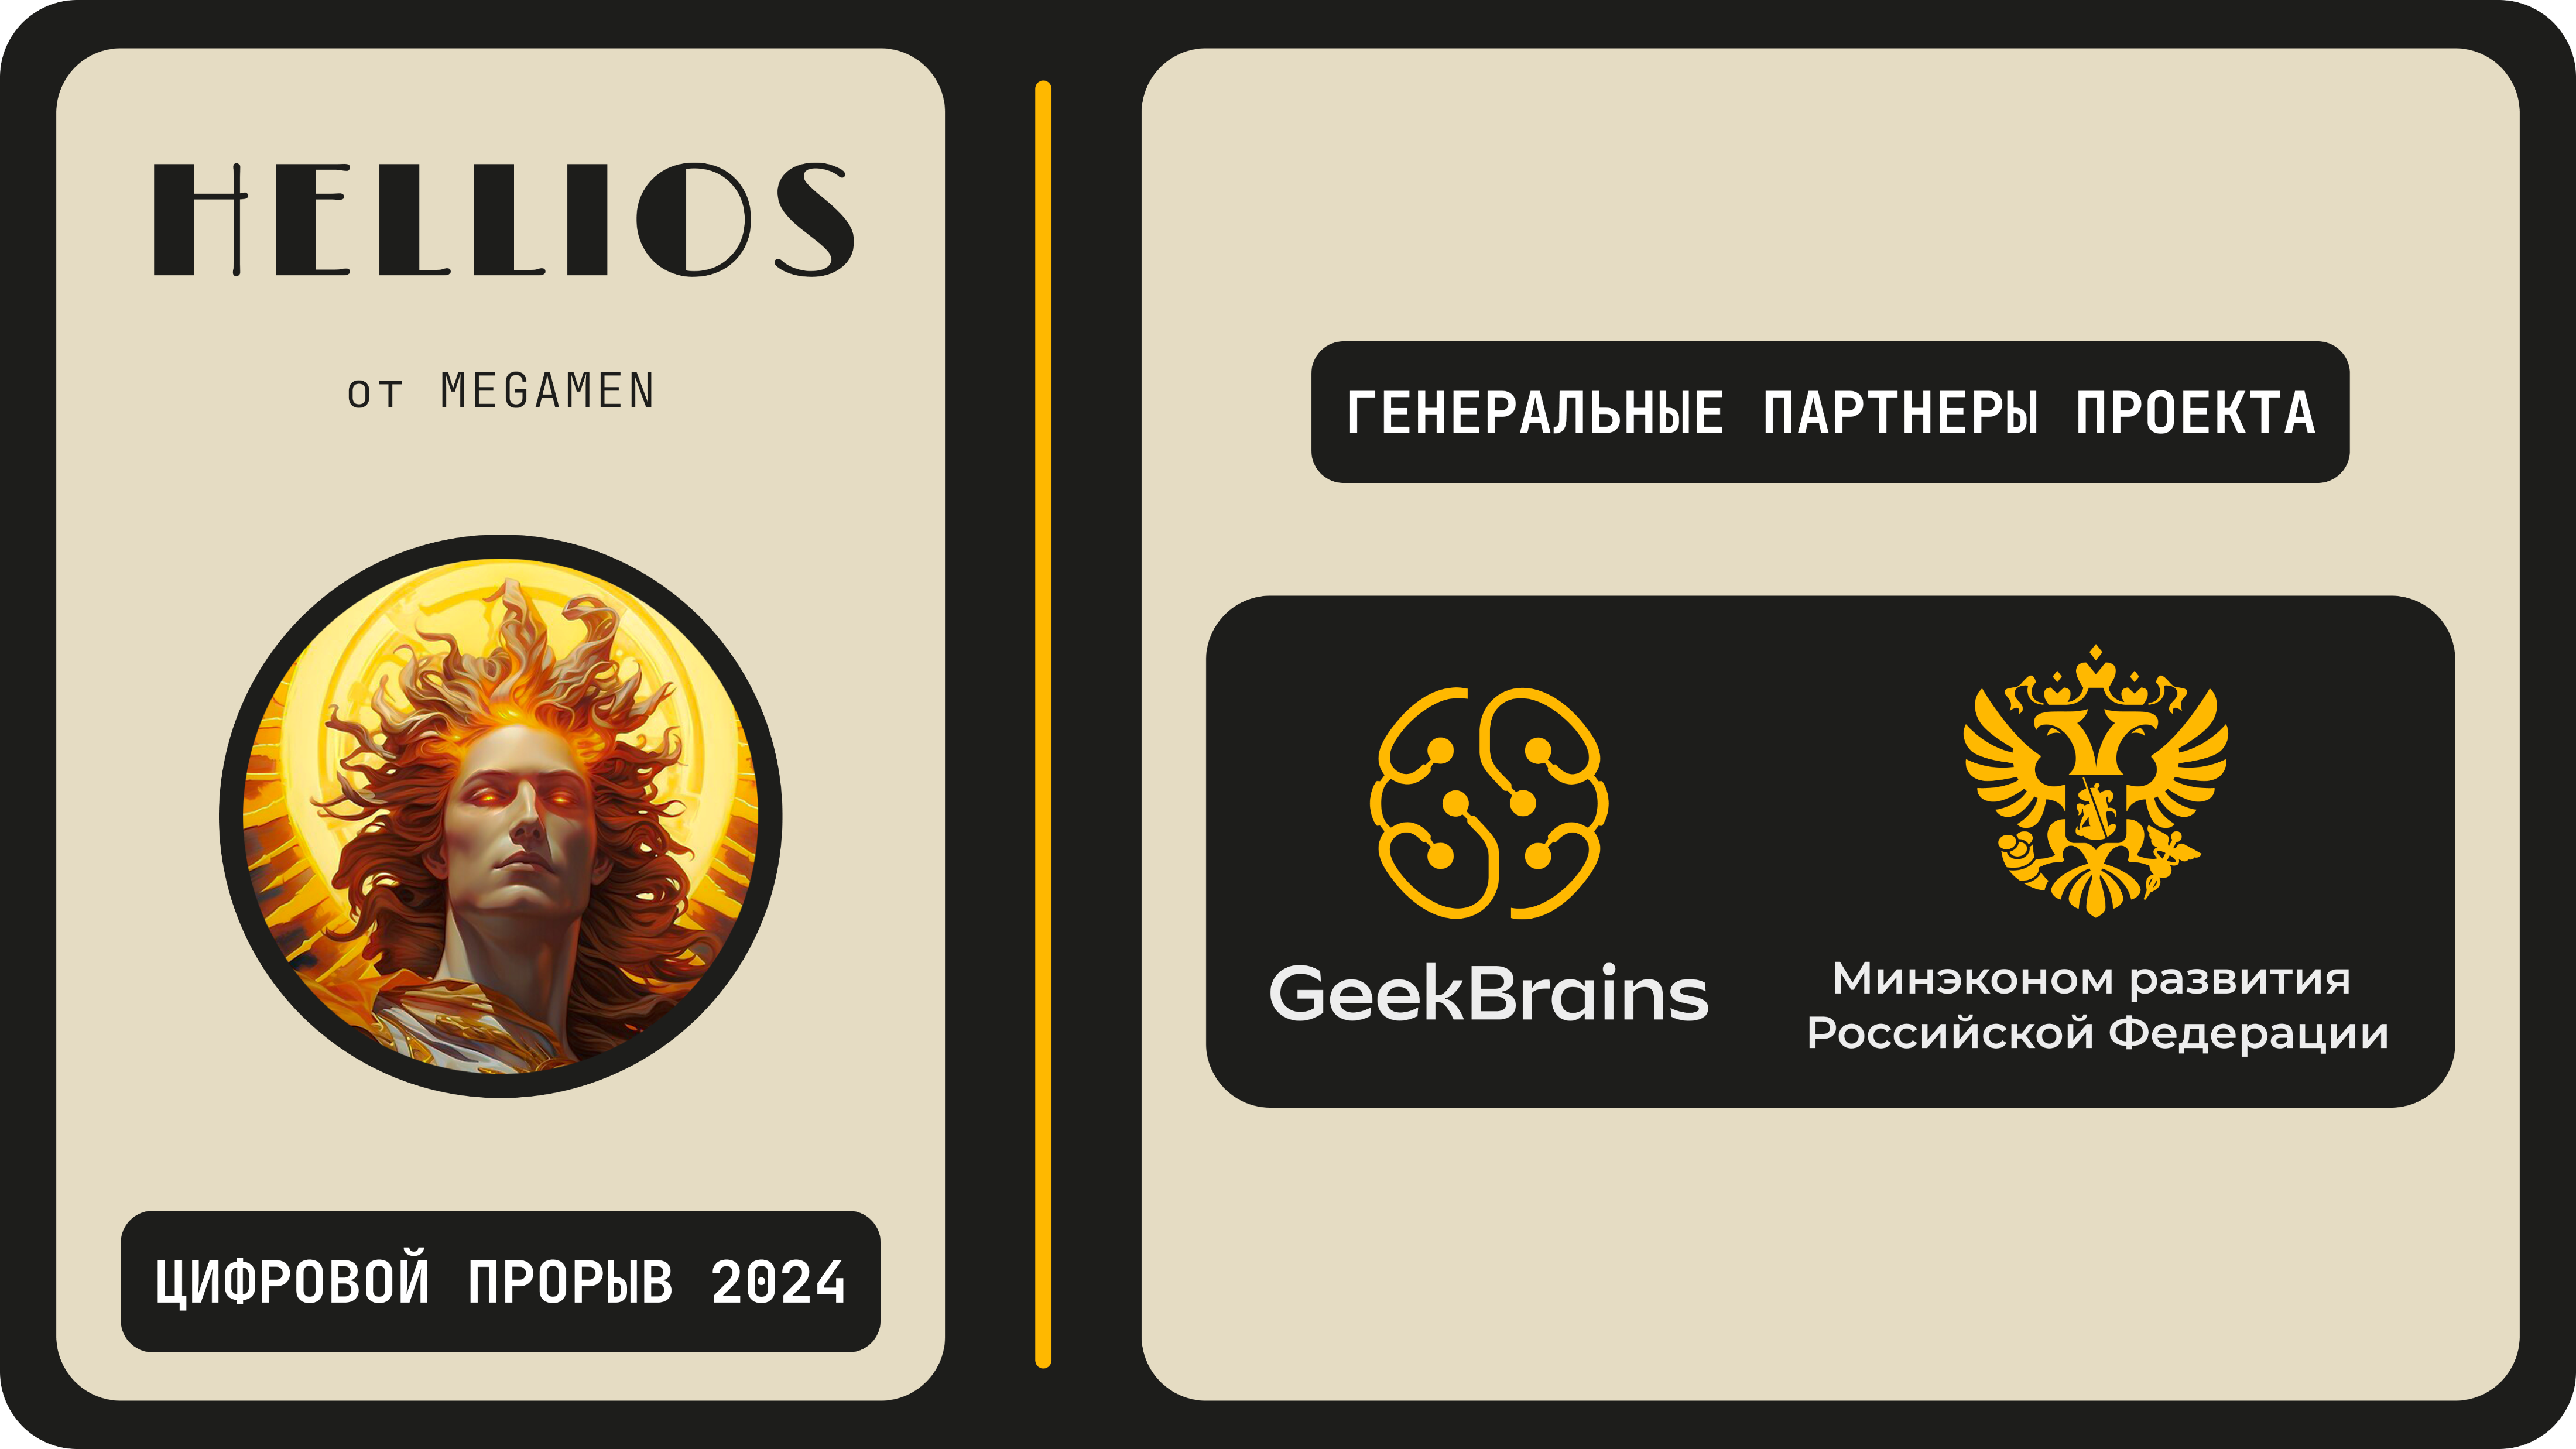 HELLIOS
от MEGAMEN
ЦИФРОВОЙ ПРОРЫВ 2024
ГЕНЕРАЛЬНЫЕ ПАРТНЕРЫ ПРОЕКТА
GeekBrains
Минэконом развития
Российской Федерации